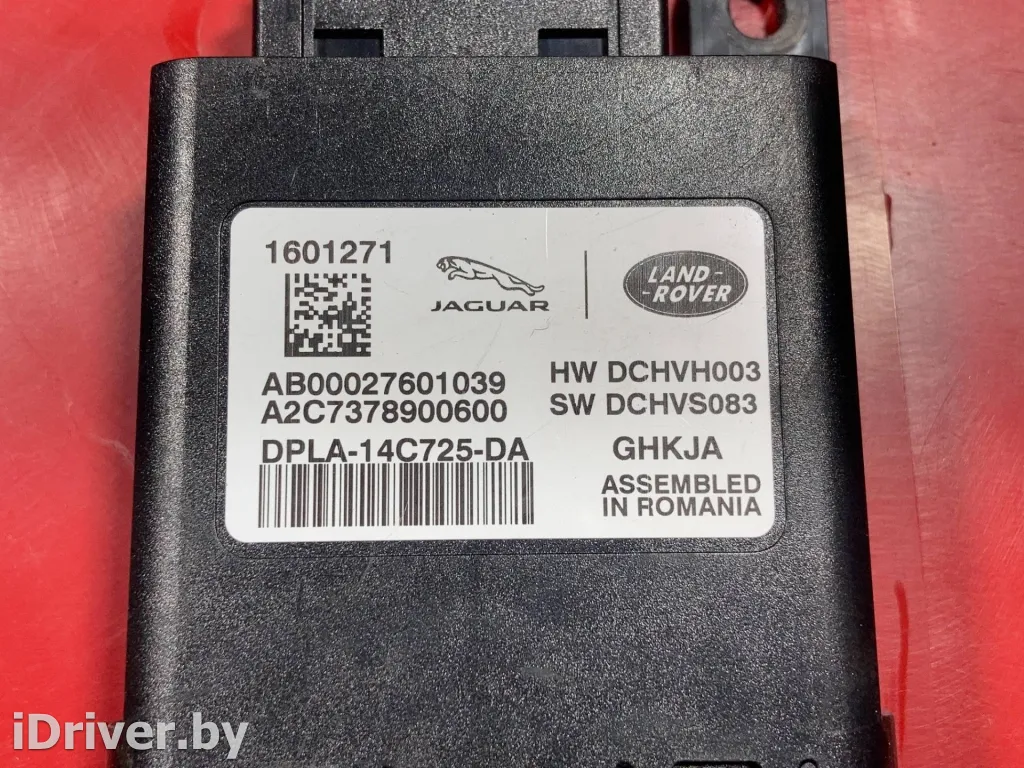 1601271
JAGUAR
LAND-
-ROVER
AB00027601039
A2C7378900600
DPLA-14C725-DA
HW DCHVH003
SW DCHVS083
GHKJA
ASSEMBLED
IN ROMANIA
iDriver.by